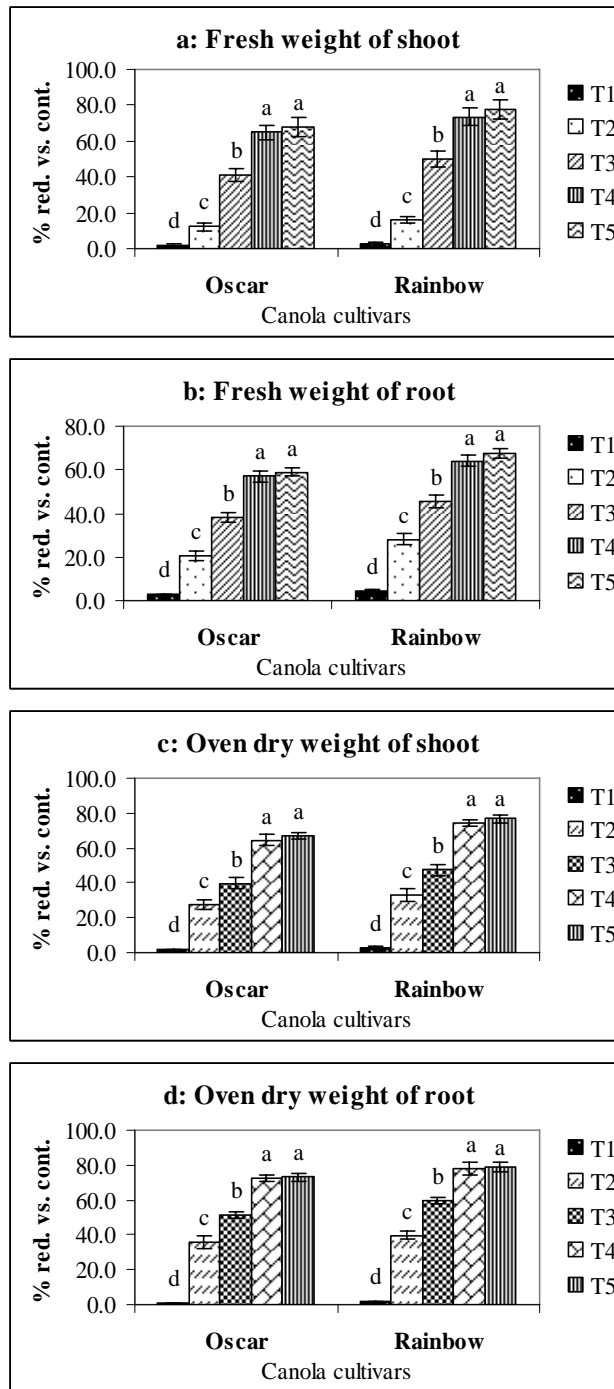 a: Fresh weight of shoot
% red. vs. cont.
100.0
80.0
60.0
40.0
20.0
0.0
d c b a a d c b a a
Oscar Rainbow
Canola cultivars
T1
T2
T3
T4
T5
b: Fresh weight of root
% red. vs. cont.
80.0
60.0
40.0
20.0
0.0
d c b a a d c b a a
Oscar Rainbow
Canola cultivars
T1
T2
T3
T4
T5
c: Oven dry weight of shoot
% red. vs. cont.
100.0
80.0
60.0
40.0
20.0
0.0
d c b a a d c b a a
Oscar Rainbow
Canola cultivars
T1
T2
T3
T4
T5
d: Oven dry weight of root
% red. vs. cont.
100.0
80.0
60.0
40.0
20.0
0.0
d c b a a d c b a a
Oscar Rainbow
Canola cultivars
T1
T2
T3
T4
T5